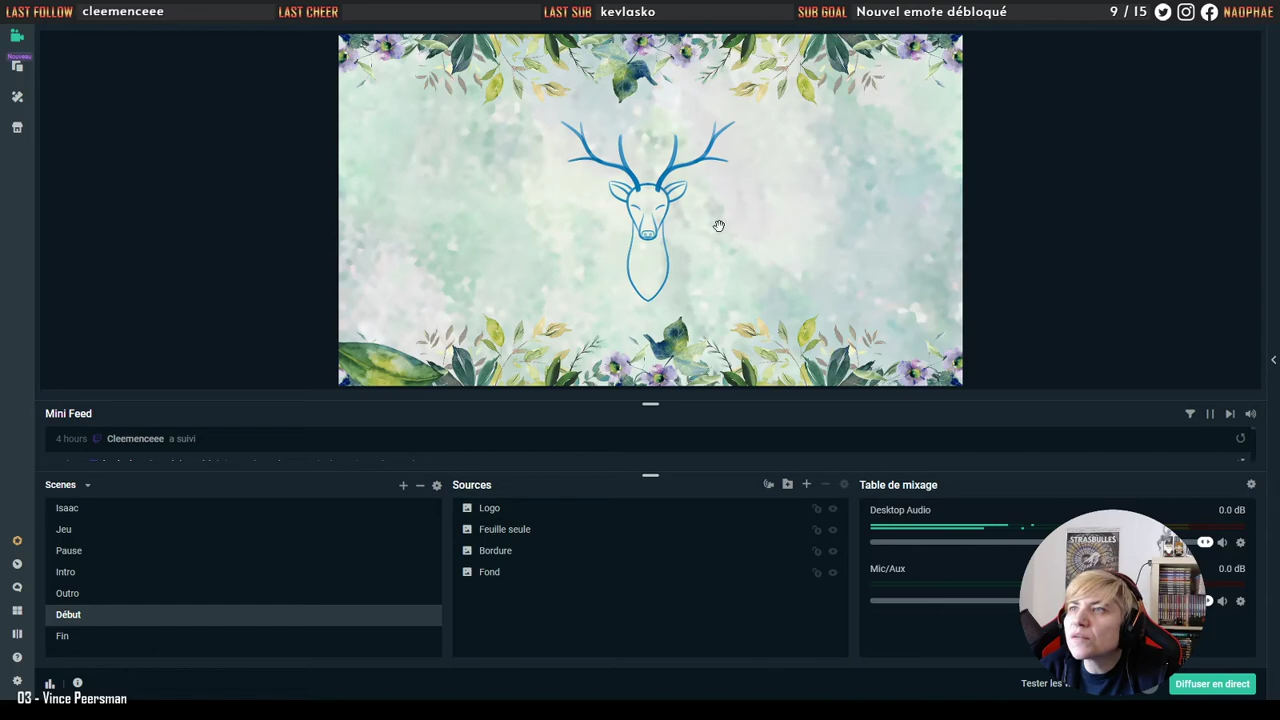 LAST FOLLOW cleemenceee LAST CHEER LAST SUB kevlasko SUB GOAL Nouvel emote débloqué 9 / 15 NAOPHAE
Nouveau
Mini Feed
4 hours Cleemenceee a suivi
Scenes
Isaac
Jeu
Pause
Intro
Outro
Début
Fin
Sources
Logo
Feuille seule
Bordure
Fond
Table de mixage
Desktop Audio 0.0 dB
Mic/Aux 0.0 dB
STRASBULLES
Tester les
Diffuser en direct
03 - Vince Peersman